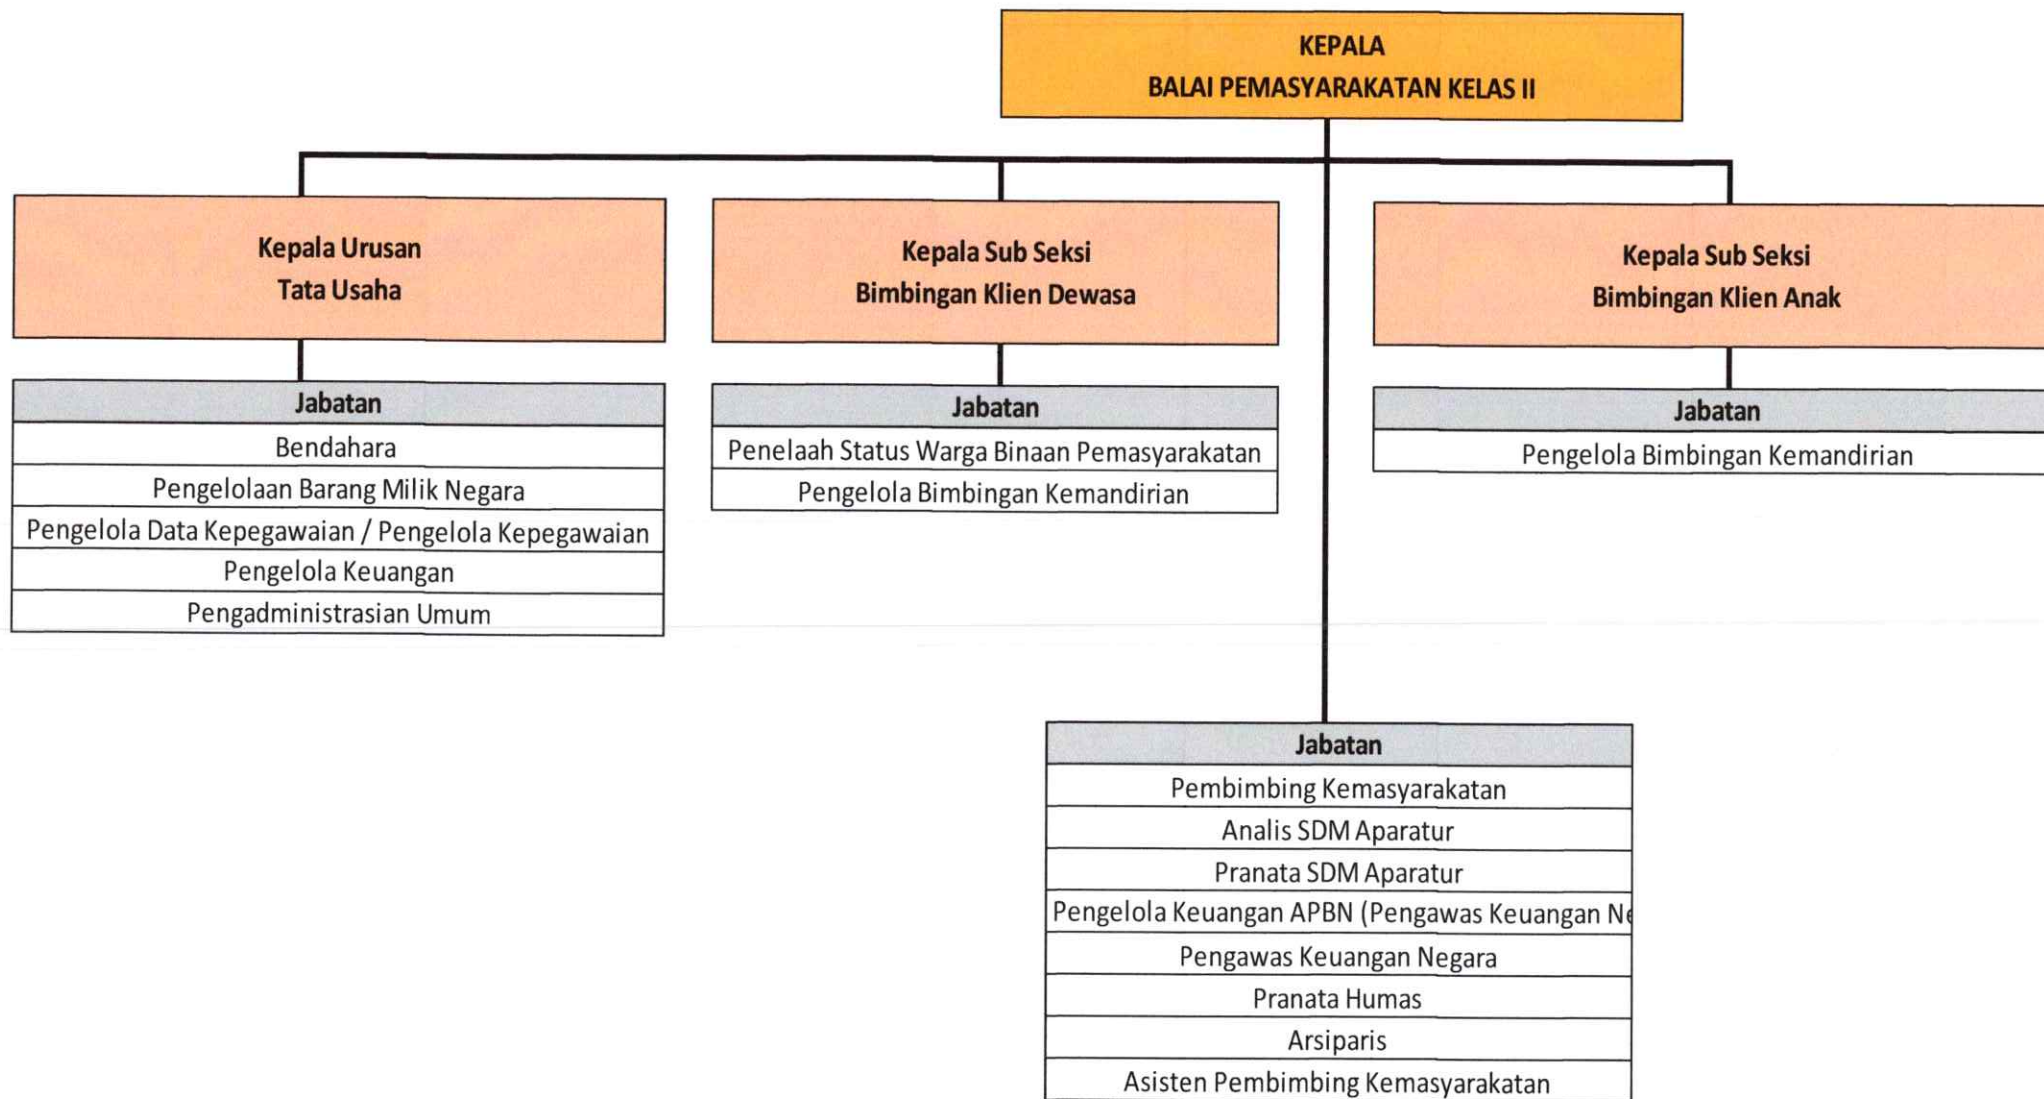 KEPALA
BALAI PEMASYARAKATAN KELAS II
Kepala Urusan
Tata Usaha
Kepala Sub Seksi
Bimbingan Klien Dewasa
Kepala Sub Seksi
Bimbingan Klien Anak
Jabatan
Bendahara
Pengelolaan Barang Milik Negara
Pengelola Data Kepegawaian / Pengelola Kepegawaian
Pengelola Keuangan
Pengadministrasian Umum
Jabatan
Penelaah Status Warga Binaan Pemasyarakatan
Pengelola Bimbingan Kemandirian
Jabatan
Pengelola Bimbingan Kemandirian
Jabatan
Pembimbing Kemasyarakatan
Analis SDM Aparatur
Pranata SDM Aparatur
Pengelola Keuangan APBN (Pengawas Keuangan Ne
Pengawas Keuangan Negara
Pranata Humas
Arsiparis
Asisten Pembimbing Kemasyarakatan